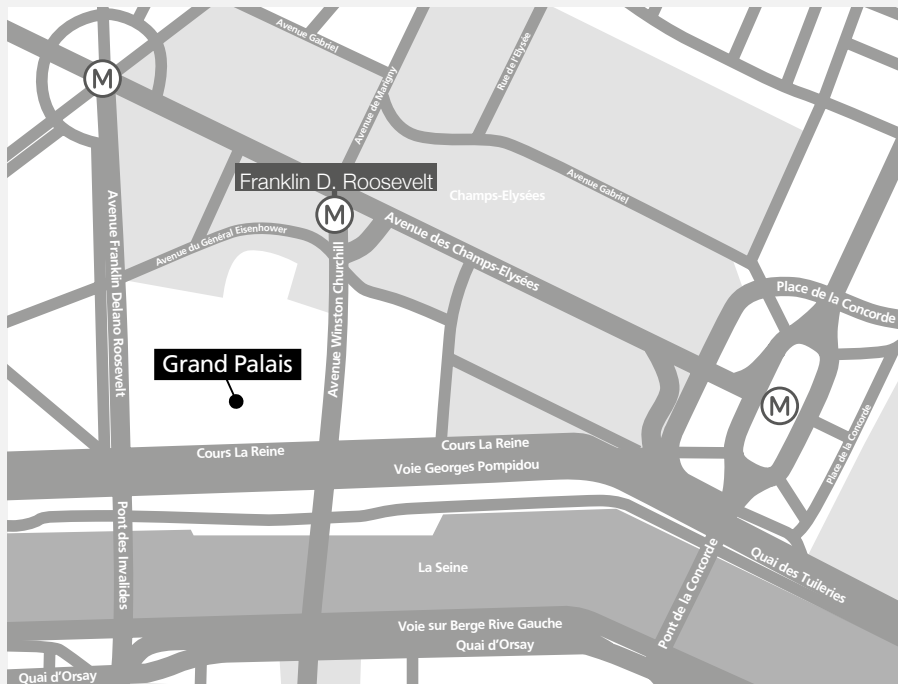 Avenue Gabriel
Rue de l'Elysée
M
Avenue de Marigny
Franklin D. Roosevelt
Champs-Elysées
Avenue Gabriel
M
Avenue du Général Eisenhower
Avenue des Champs-Elysées
Avenue Franklin Delano Roosevelt
Avenue Winston Churchill
Place de la Concorde
Grand Palais
M
Place de la Concorde
Cours La Reine
Cours La Reine
Voie Georges Pompidou
Pont des Invalides
La Seine
Pont de la Concorde
Quai des Tuileries
Voie sur Berge Rive Gauche
Quai d'Orsay
Quai d'Orsay